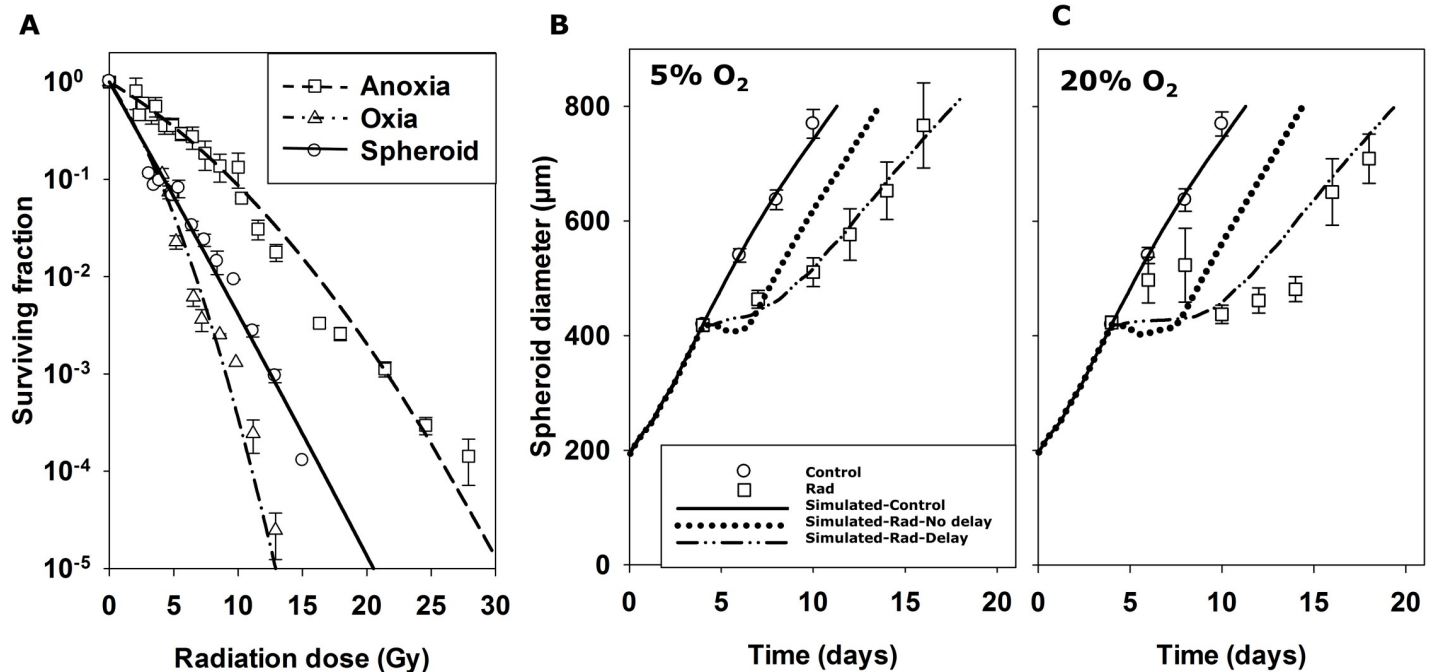 A
Surviving fraction
10⁰
10⁻¹
10⁻²
10⁻³
10⁻⁴
10⁻⁵
0 5 10 15 20 25 30
Radiation dose (Gy)
Anoxia
Oxia
Spheroid
B
5% O₂
Spheroid diameter (µm)
800
600
400
200
0
0 5 10 15 20
Time (days)
Control
Rad
Simulated-Control
Simulated-Rad-No delay
Simulated-Rad-Delay
C
20% O₂
0 5 10 15 20
Time (days)